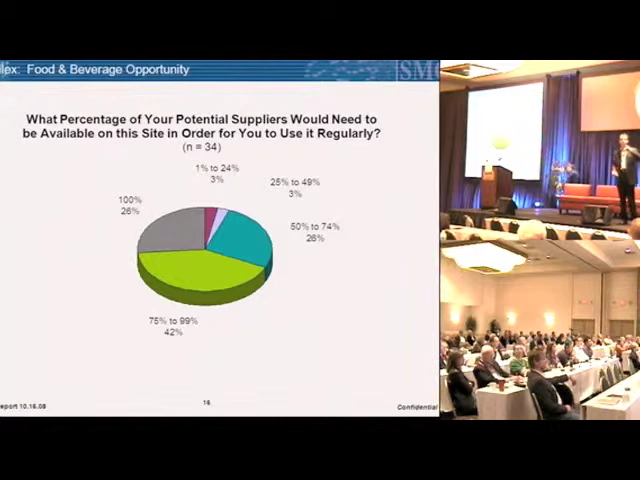 lex: Food & Beverage Opportunity
SM
What Percentage of Your Potential Suppliers Would Need to
be Available on this Site in Order for You to Use it Regularly?
(n = 34)
1% to 24%
3%
25% to 49%
3%
100%
26%
50% to 74%
26%
75% to 99%
42%
eport 10.16.08
16
Confidential